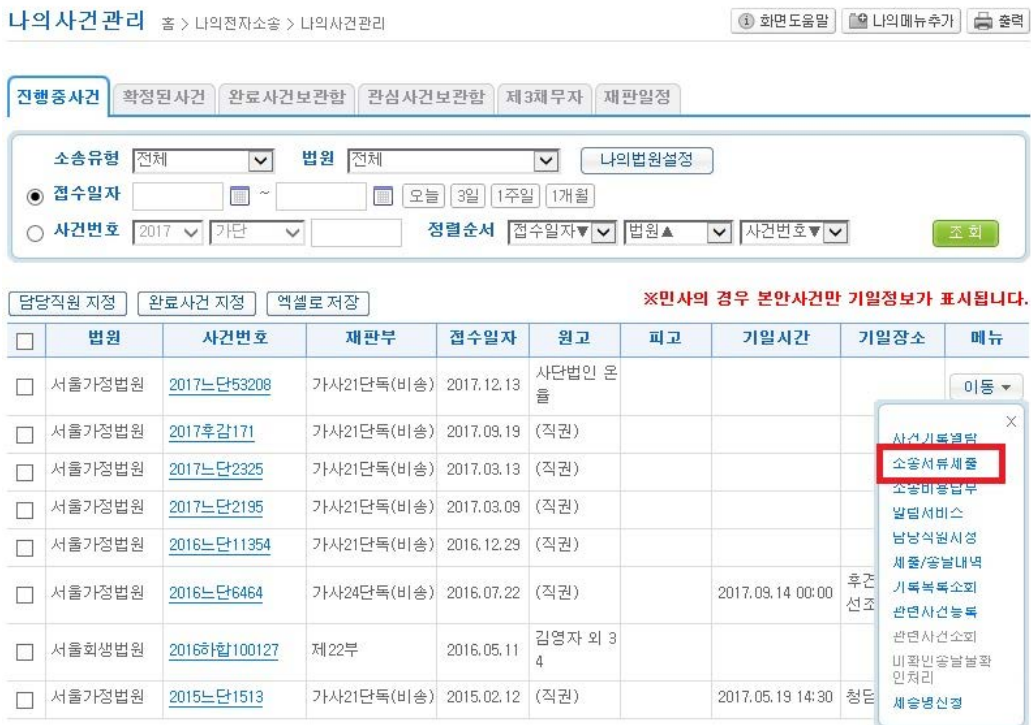 나의사건관리 홈 > 나의전자소송 > 나의사건관리 화면도움말 나의메뉴추가 출력
진행중사건 확정된사건 완료사건보관함 관심사건보관함 제3채무자 재판일정
소송유형 전체 법원 전체 나의법원설정
접수일자 ~ 오늘 3일 1주일 1개월
사건번호 2017 가단 정렬순서 접수일자▼ 법원▲ 사건번호▼ 조회
담당직원 지정 완료사건 지정 엑셀로 저장 ※민사의 경우 본안사건만 기일정보가 표시됩니다.
법원 사건번호 재판부 접수일자 원고 피고 기일시간 기일장소 메뉴
서울가정법원 2017느단53208 가사21단독(비송) 2017.12.13 사단법인 온
율 이동 ▼
서울가정법원 2017후감171 가사21단독(비송) 2017.09.19 (직권)
서울가정법원 2017느단2325 가사21단독(비송) 2017.03.13 (직권)
서울가정법원 2017느단2195 가사21단독(비송) 2017.03.09 (직권)
서울가정법원 2016느단11354 가사21단독(비송) 2016.12.29 (직권)
서울가정법원 2016느단6464 가사24단독(비송) 2016.07.22 (직권) 2017.09.14 00:00 후견
선조
서울회생법원 2016하합100127 제22부 2016.05.11 김영자 외 3
4
서울가정법원 2015느단1513 가사21단독(비송) 2015.02.12 (직권) 2017.05.19 14:30 청담
사건기록열람
소송서류제출
소송비용납부
알림서비스
담당직원지정
제출/송달내역
기록목록조회
관련사건등록
관련사건조회
미확인송달불확
인처리
제증명신청